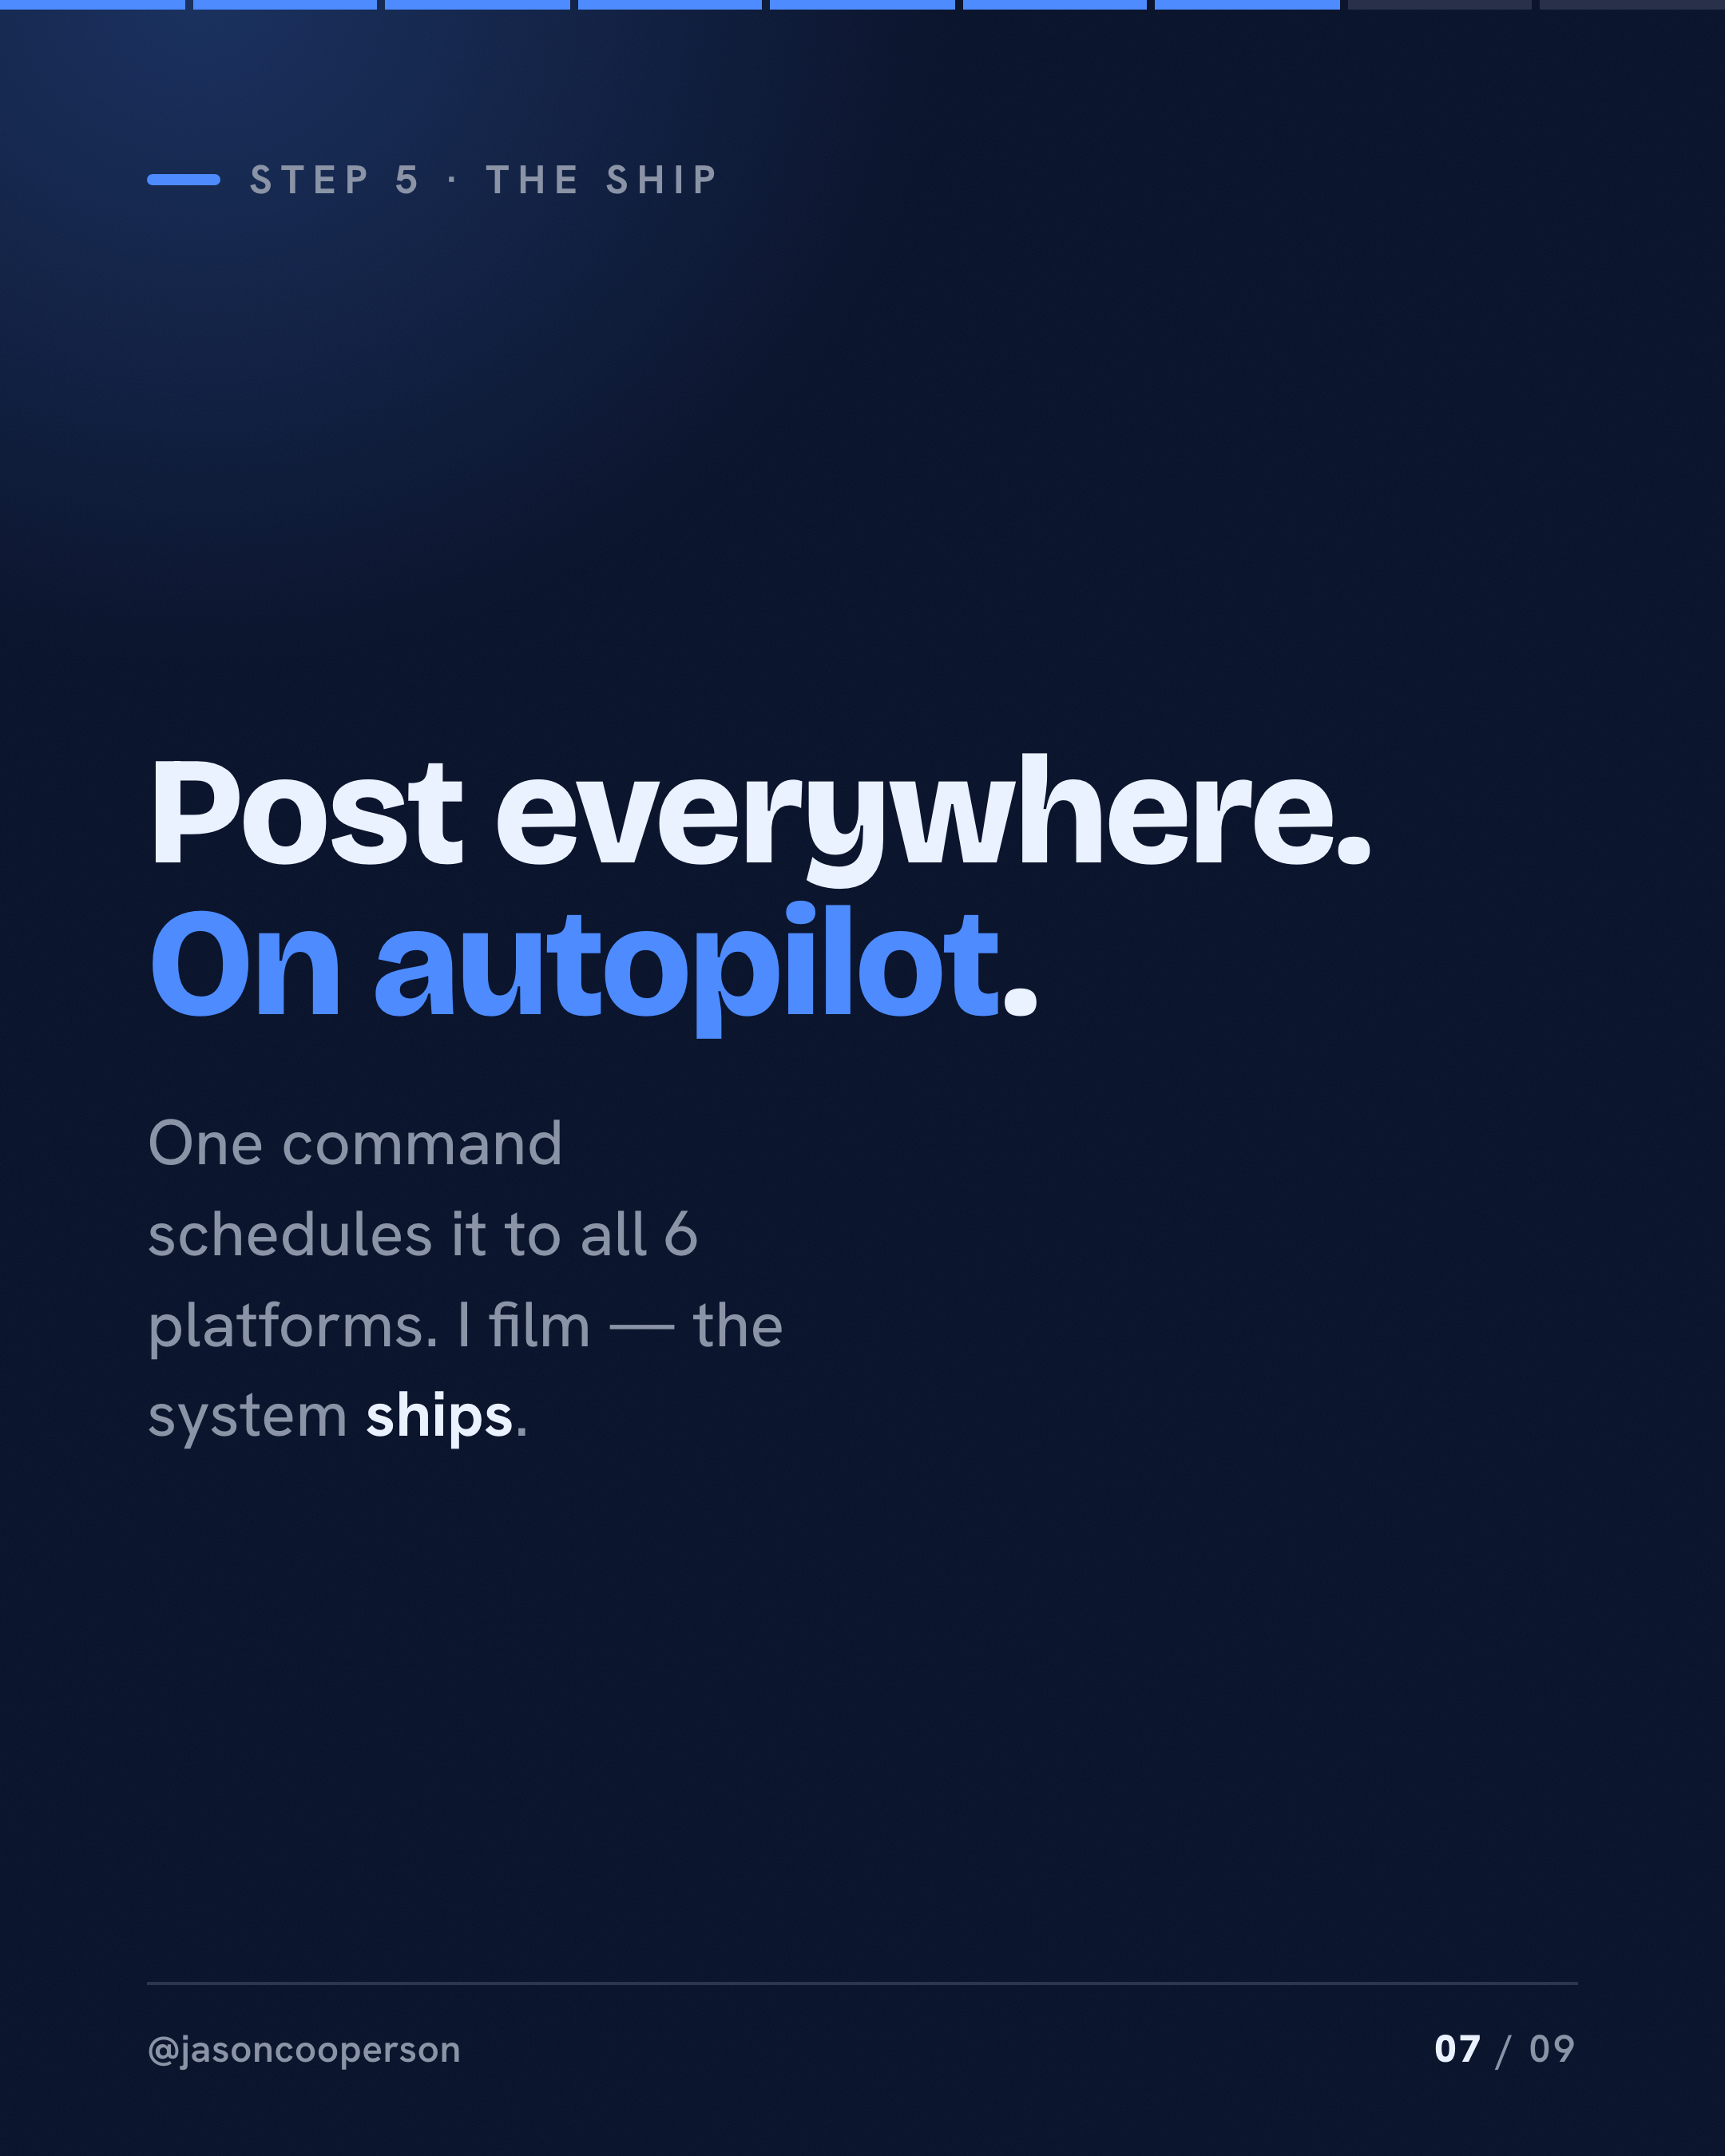 STEP 5 · THE SHIP
Post everywhere.
On autopilot.
One command
schedules it to all 6
platforms. I film — the
system ships.
@jasoncooperson
07 / 09